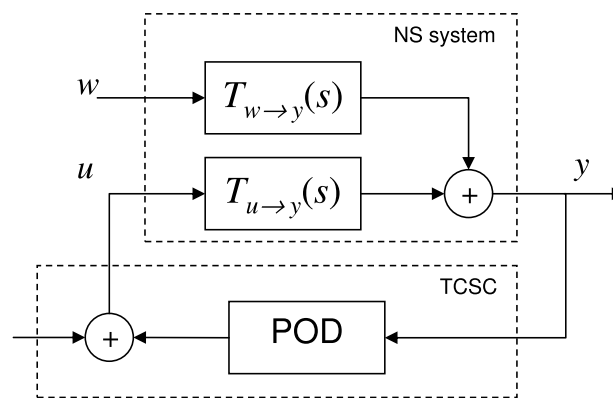 NS system
w
T_{w→y}(s)
u
T_{u→y}(s)
y
+
TCSC
+
POD